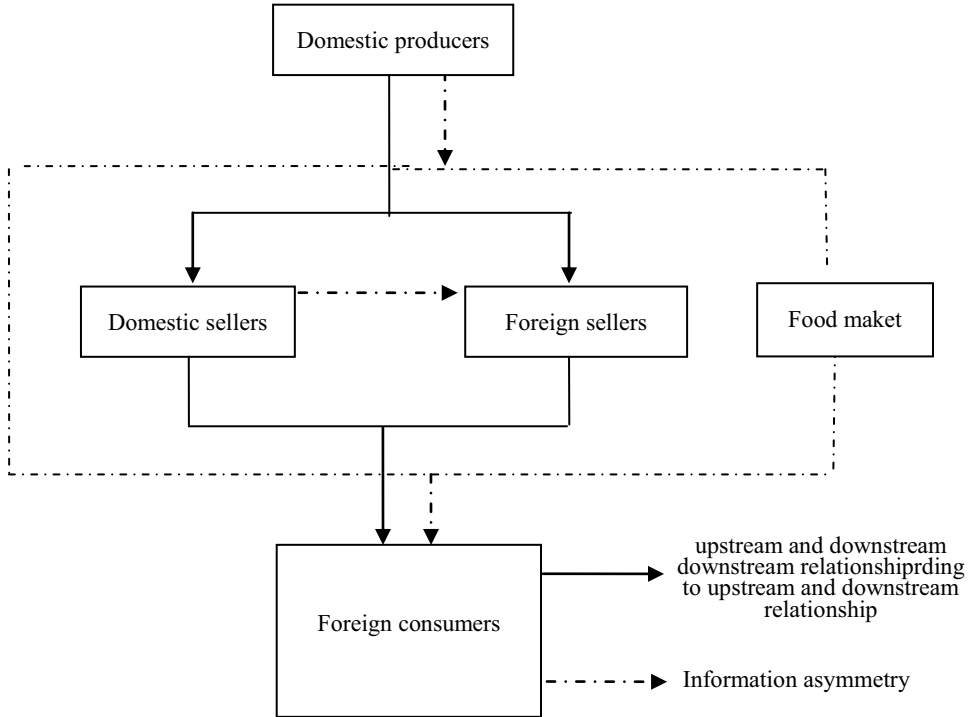 Domestic producers
Domestic sellers
Foreign sellers
Food maket
Foreign consumers
upstream and downstream
downstream relationshiprding
to upstream and downstream
relationship
Information asymmetry